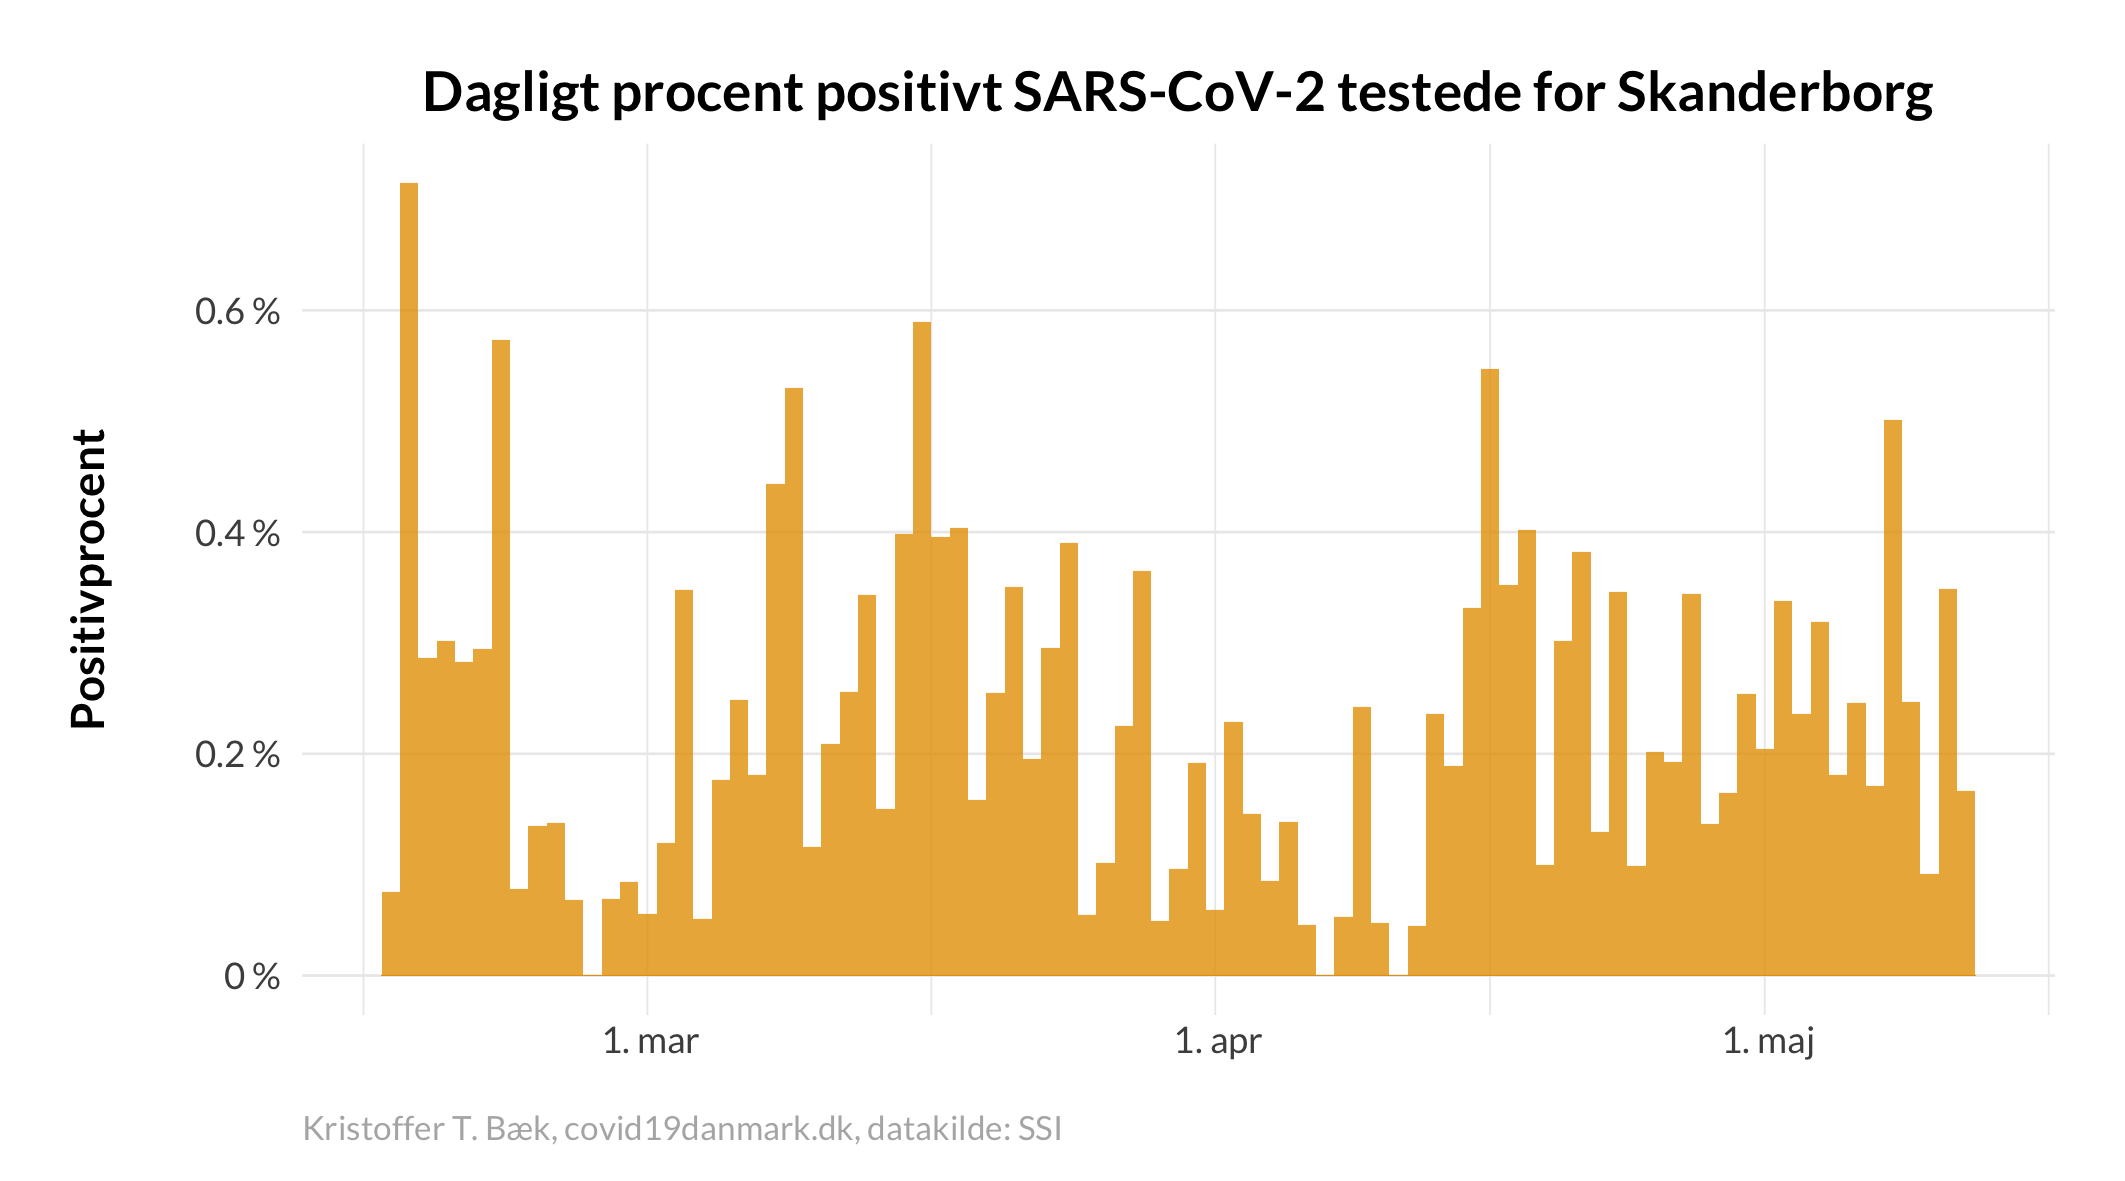 Dagligt procent positivt SARS-CoV-2 testede for Skanderborg
Positivprocent
0.6 %
0.4 %
0.2 %
0 %
1. mar
1. apr
1. maj
Kristoffer T. Bæk, covid19danmark.dk, datakilde: SSI